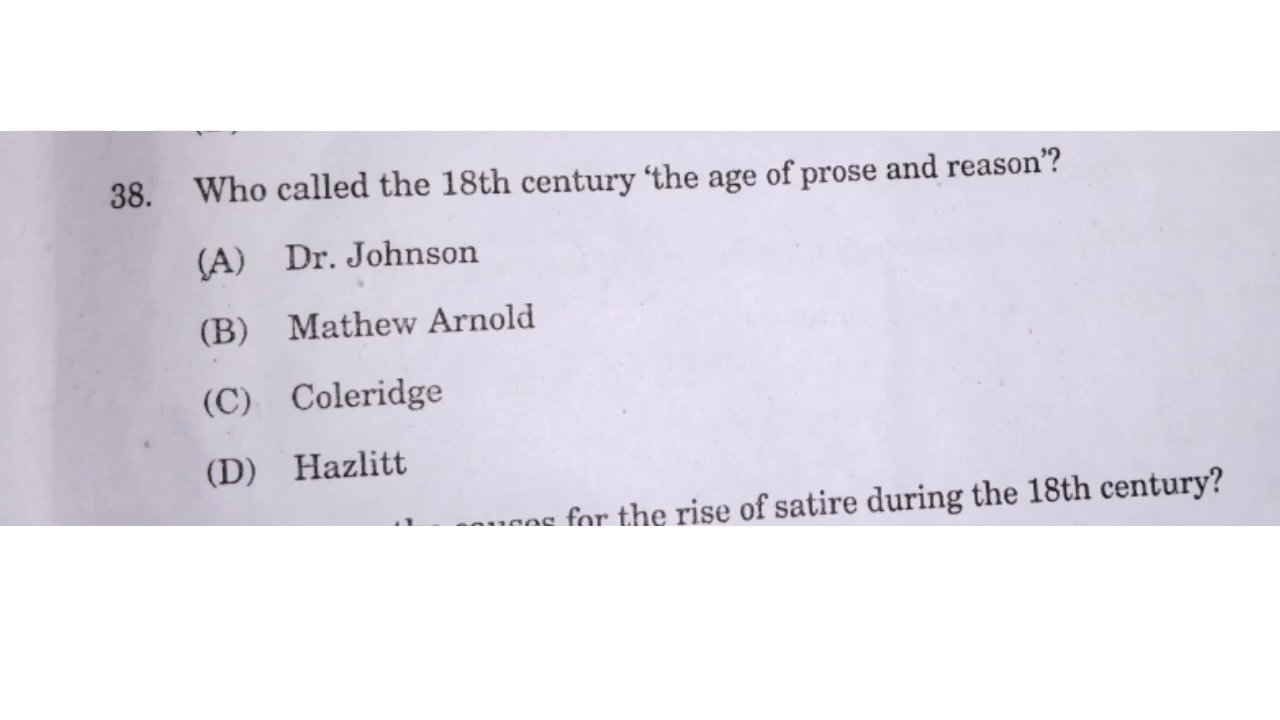 38. Who called the 18th century ‘the age of prose and reason’?
(A) Dr. Johnson
(B) Mathew Arnold
(C) Coleridge
(D) Hazlitt
causes for the rise of satire during the 18th century?